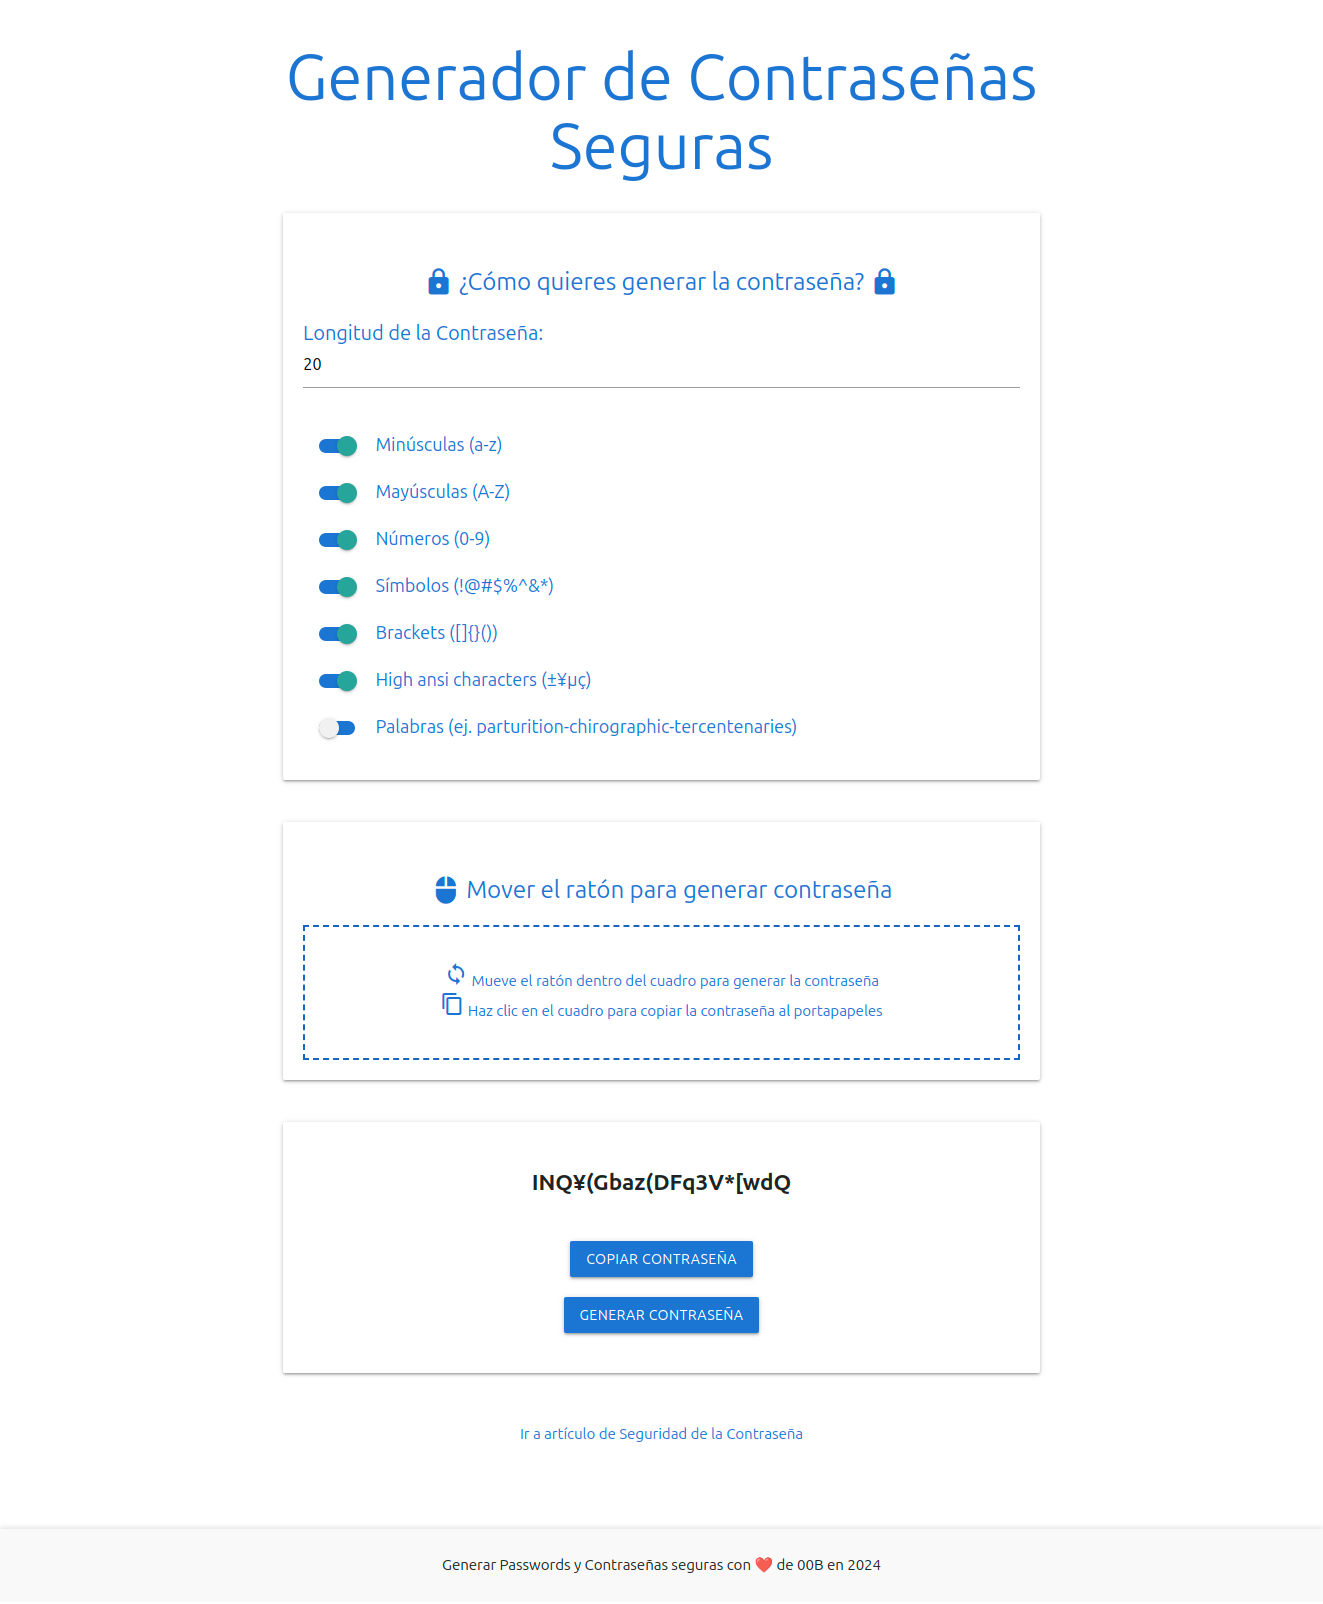 Generador de Contraseñas
Seguras
¿Cómo quieres generar la contraseña?
Longitud de la Contraseña:
20
Minúsculas (a-z)
Mayúsculas (A-Z)
Números (0-9)
Símbolos (!@#$%^&*)
Brackets ([]{}())
High ansi characters (±¥µç)
Palabras (ej. parturition-chirographic-tercentenaries)
Mover el ratón para generar contraseña
Mueve el ratón dentro del cuadro para generar la contraseña
Haz clic en el cuadro para copiar la contraseña al portapapeles
INQ¥(Gbaz(DFq3V*[wdQ
COPIAR CONTRASEÑA
GENERAR CONTRASEÑA
Ir a artículo de Seguridad de la Contraseña
Generar Passwords y Contraseñas seguras con ❤️ de 00B en 2024